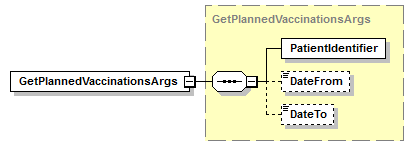 GetPlannedVaccinationsArgs
GetPlannedVaccinationsArgs
PatientIdentifier
DateFrom
DateTo